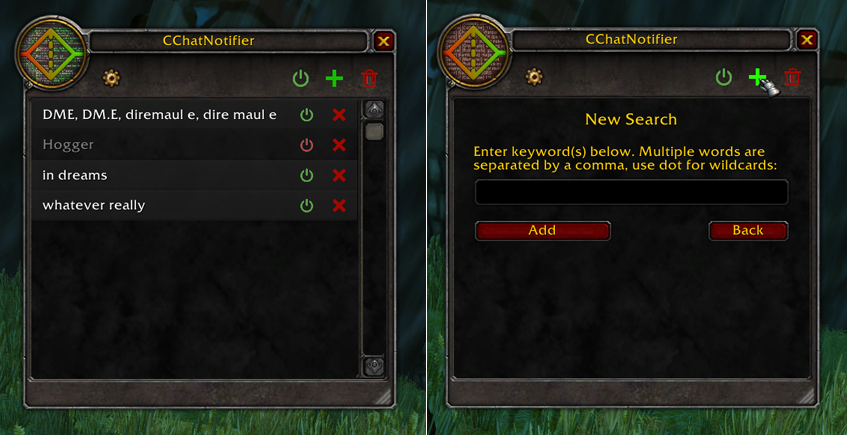 CChatNotifier
DME, DM.E, diremaul e, dire maul e
Hogger
in dreams
whatever really
CChatNotifier
New Search
Enter keyword(s) below. Multiple words are
separated by a comma, use dot for wildcards:
Add
Back